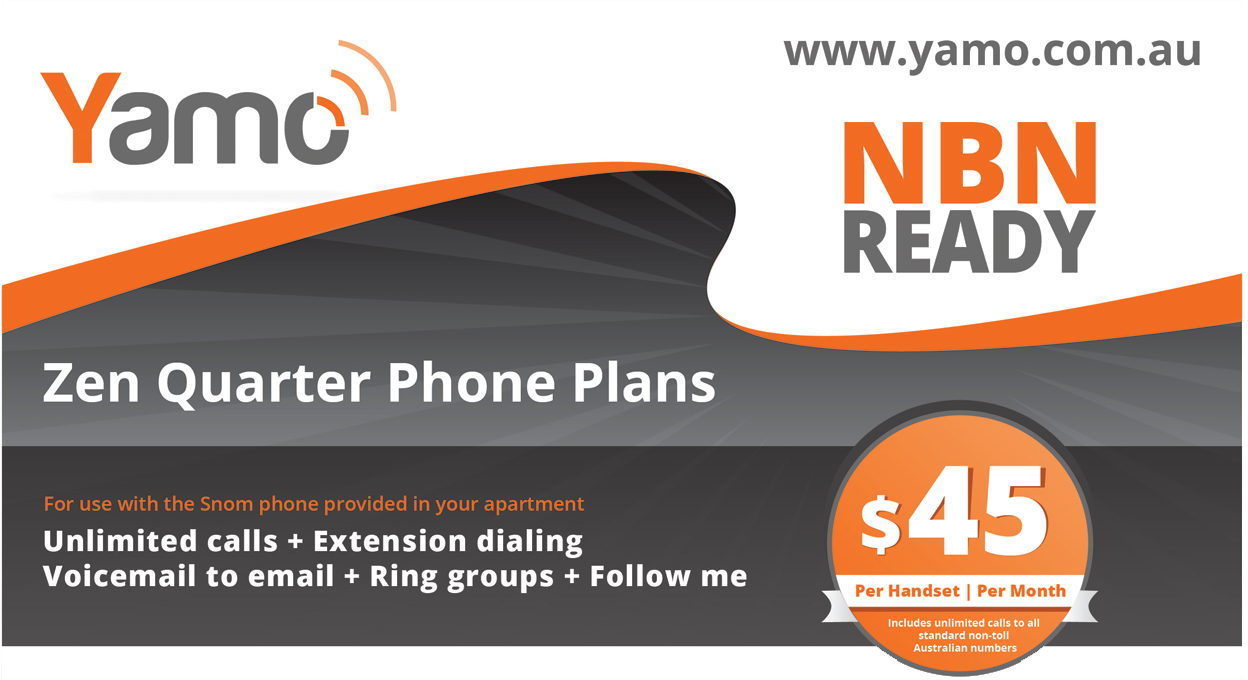 Yamo
www.yamo.com.au
NBN
READY
Zen Quarter Phone Plans
For use with the Snom phone provided in your apartment
Unlimited calls + Extension dialing
Voicemail to email + Ring groups + Follow me
$45
Per Handset | Per Month
Includes unlimited calls to all
standard non-toll
Australian numbers